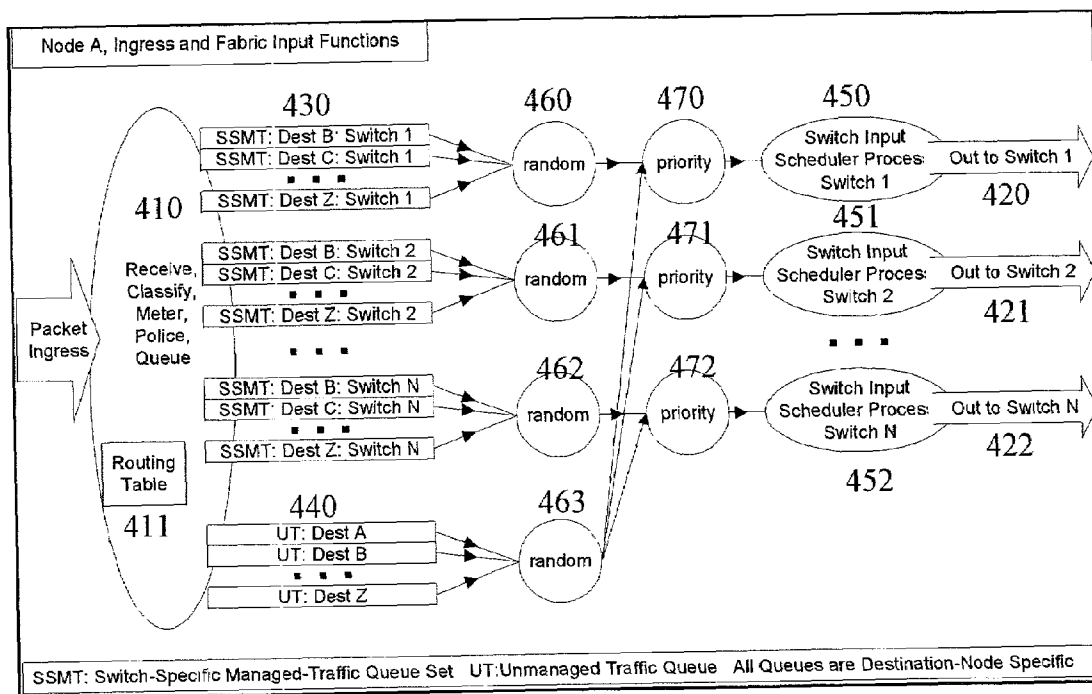 Node A, Ingress and Fabric Input Functions
430
460
470
450
SSMT: Dest B: Switch 1
SSMT: Dest C: Switch 1
SSMT: Dest Z: Switch 1
random
priority
Switch Input
Scheduler Process
Switch 1
Out to Switch 1
420
410
461
471
451
Receive,
Classify,
Meter,
Police,
Queue
SSMT: Dest B: Switch 2
SSMT: Dest C: Switch 2
SSMT: Dest Z: Switch 2
random
priority
Switch Input
Scheduler Process
Switch 2
Out to Switch 2
421
Packet
Ingress
462
472
SSMT: Dest B: Switch N
SSMT: Dest C: Switch N
SSMT: Dest Z: Switch N
random
priority
Switch Input
Scheduler Process
Switch N
Out to Switch N
422
452
Routing
Table
411
440
463
UT: Dest A
UT: Dest B
UT: Dest Z
random
SSMT: Switch-Specific Managed-Traffic Queue Set UT:Unmanaged Traffic Queue All Queues are Destination-Node Specific